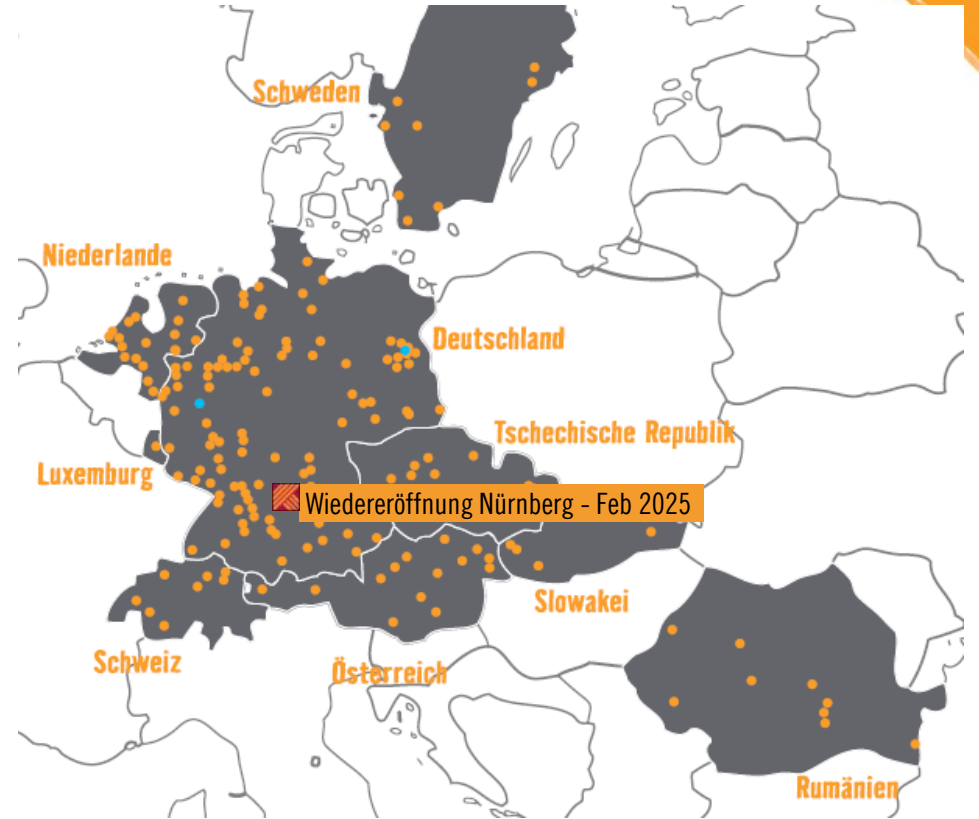 Schweden
Niederlande
Deutschland
Tschechische Republik
Luxemburg
Wiedereröffnung Nürnberg - Feb 2025
Slowakei
Schweiz
Österreich
Rumänien